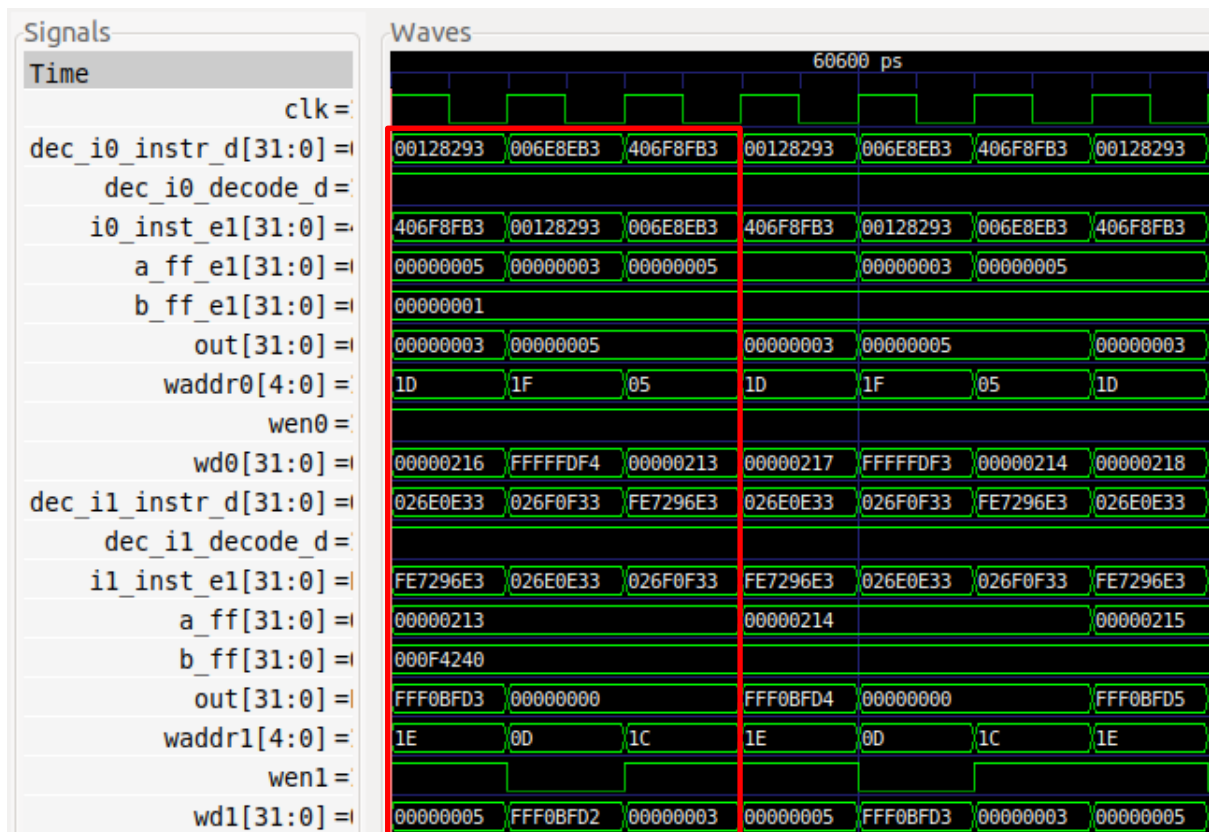 Signals Waves
Time 60600 ps
clk =
dec_i0_instr_d[31:0] = 00128293 006E8EB3 406F8FB3 00128293 006E8EB3 406F8FB3 00128293
dec_i0_decode_d =
i0_inst_e1[31:0] = 406F8FB3 00128293 006E8EB3 406F8FB3 00128293 006E8EB3 406F8FB3
a_ff_e1[31:0] = 00000005 00000003 00000005 00000003 00000005
b_ff_e1[31:0] = 00000001
out[31:0] = 00000003 00000005 00000003 00000005 00000003
waddr0[4:0] = 1D 1F 05 1D 1F 05 1D
wen0 =
wd0[31:0] = 00000216 FFFFFDF4 00000213 00000217 FFFFFDF3 00000214 00000218
dec_i1_instr_d[31:0] = 026E0E33 026F0F33 FE7296E3 026E0E33 026F0F33 FE7296E3 026E0E33
dec_i1_decode_d =
i1_inst_e1[31:0] = FE7296E3 026E0E33 026F0F33 FE7296E3 026E0E33 026F0F33 FE7296E3
a_ff[31:0] = 00000213 00000214 00000215
b_ff[31:0] = 000F4240
out[31:0] = FFF0BFD3 00000000 FFF0BFD4 00000000 FFF0BFD5
waddr1[4:0] = 1E 0D 1C 1E 0D 1C 1E
wen1 =
wd1[31:0] = 00000005 FFF0BFD2 00000003 00000005 FFF0BFD3 00000003 00000005